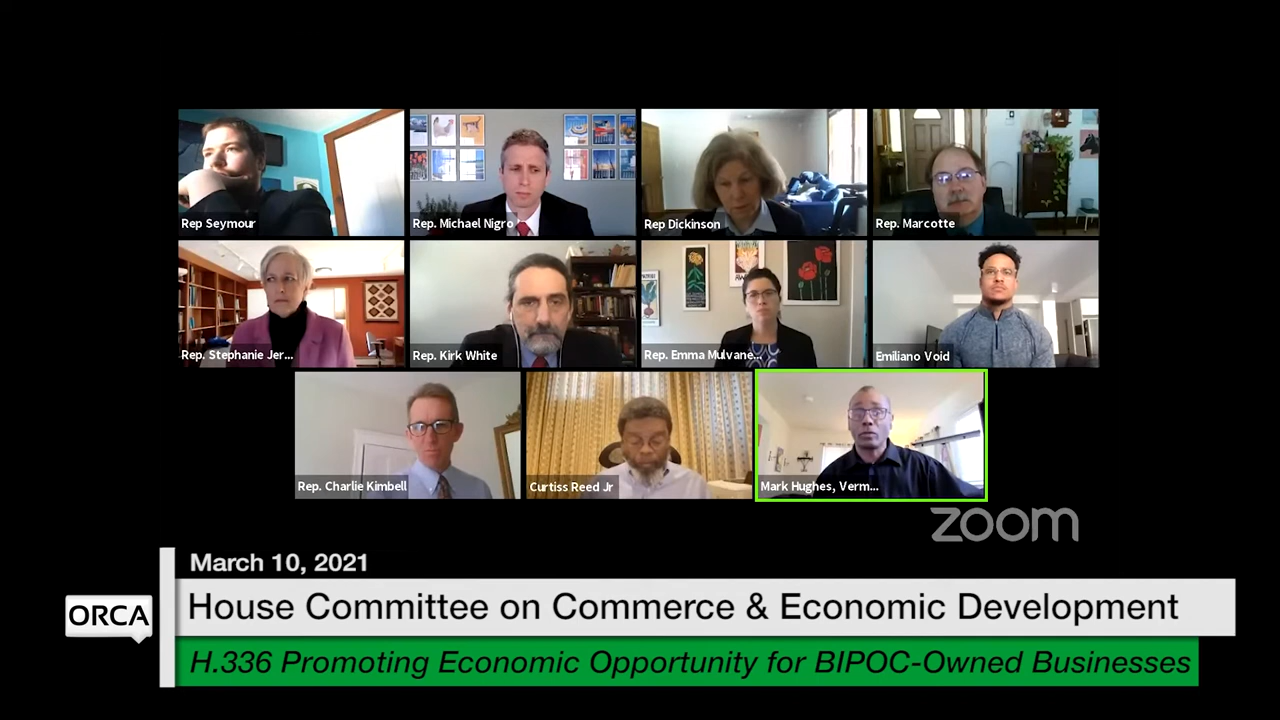 Rep Seymour
Rep. Michael Nigro
Rep Dickinson
Rep. Marcotte
Rep. Stephanie Jer...
Rep. Kirk White
Rep. Emma Mulvane...
Emiliano Void
Rep. Charlie Kimbell
Curtiss Reed Jr
Mark Hughes, Verm...
zoom
March 10, 2021
ORCA
House Committee on Commerce & Economic Development
H.336 Promoting Economic Opportunity for BIPOC-Owned Businesses